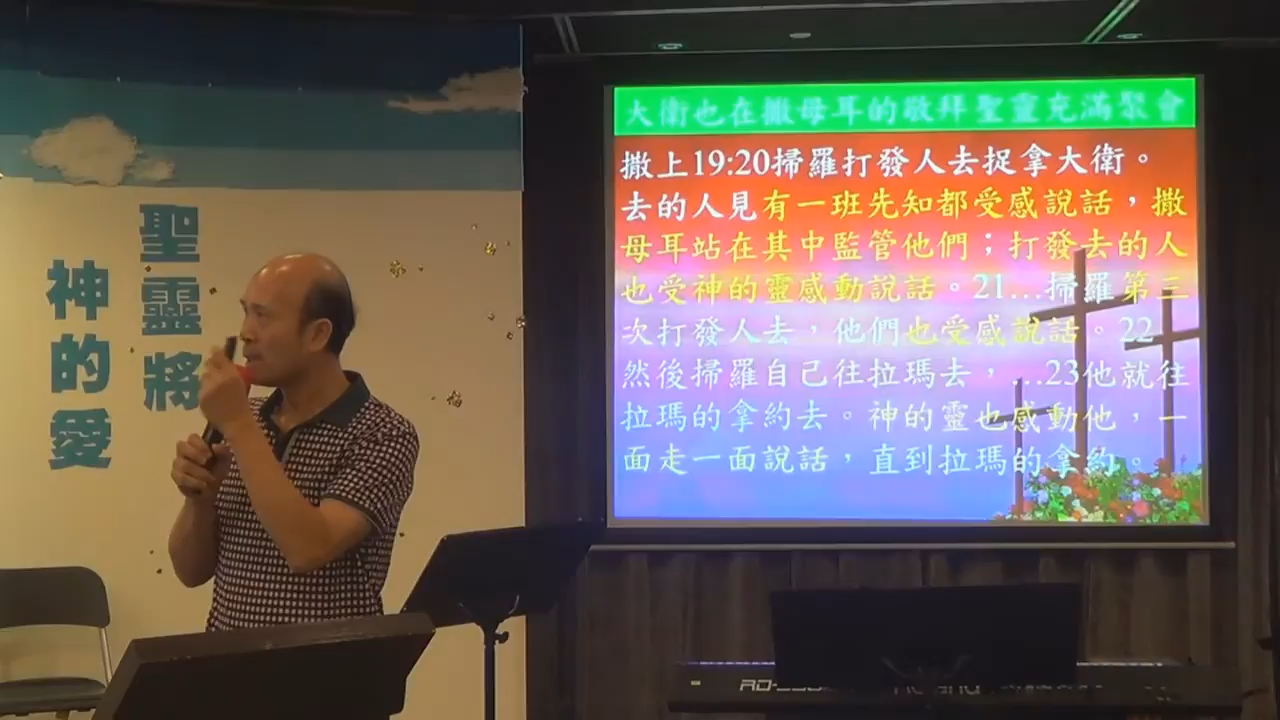 大衛也在撒母耳的敬拜聖靈充滿聚會
撒上19:20掃羅打發人去捉拿大衛。
去的人見有一班先知都受感說話，撒
母耳站在其中監管他們；打發去的人
也受神的靈感動說話。21…掃羅第三
次打發人去，他們也受感說話。22
然後掃羅自己往拉瑪去，…23他就往
拉瑪的拿約去。神的靈也感動他，一
面走一面說話，直到拉瑪的拿約。
聖靈將
神的愛